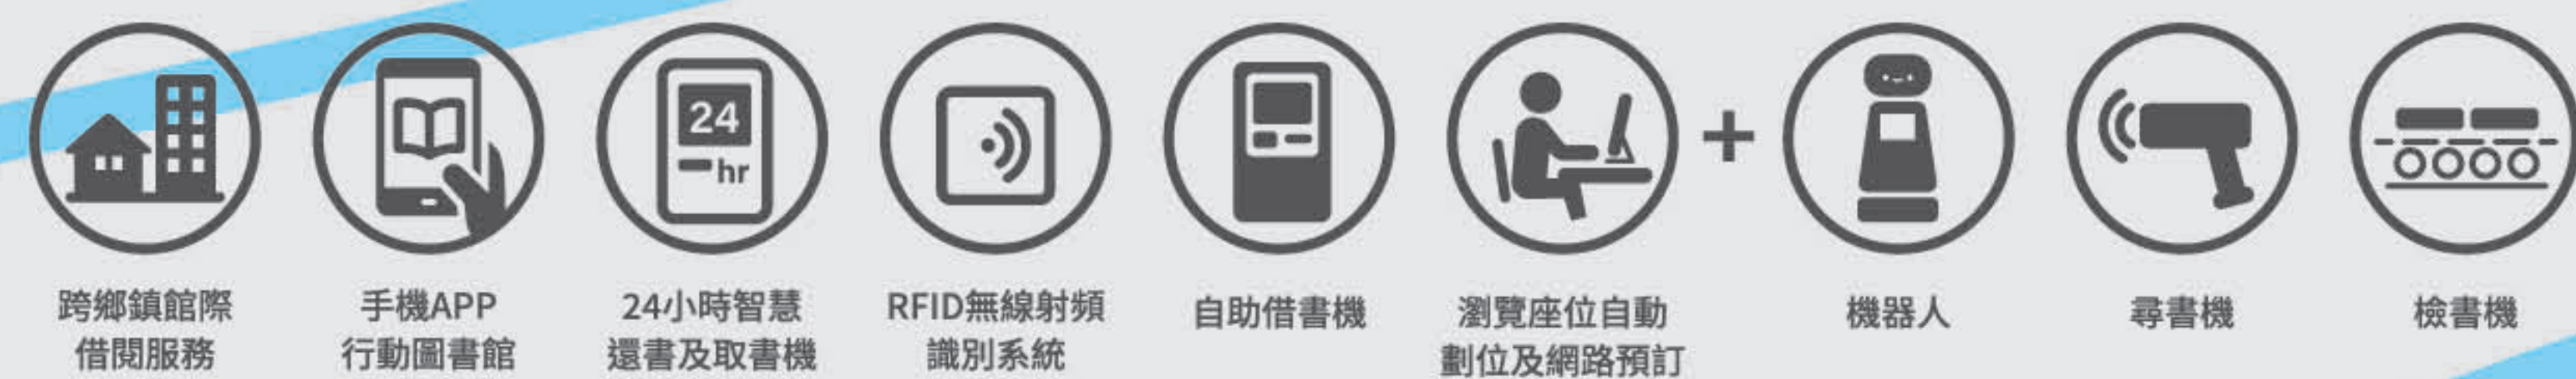 24
hr
+
跨鄉鎮館際
借閱服務
手機APP
行動圖書館
24小時智慧
還書及取書機
RFID無線射頻
識別系統
自助借書機
瀏覽座位自動
劃位及網路預訂
機器人
尋書機
檢書機